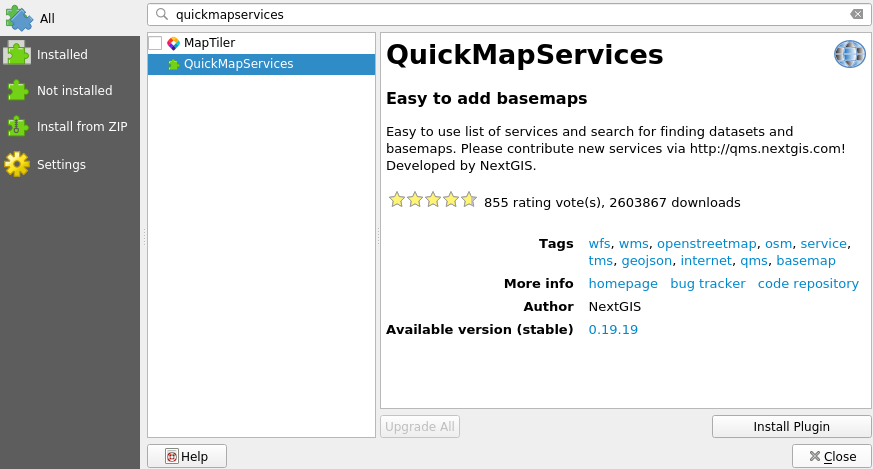 All
Installed
Not installed
Install from ZIP
Settings
quickmapservices
MapTiler
QuickMapServices
QuickMapServices
Easy to add basemaps
Easy to use list of services and search for finding datasets and
basemaps. Please contribute new services via http://qms.nextgis.com!
Developed by NextGIS.
855 rating vote(s), 2603867 downloads
Tags wfs, wms, openstreetmap, osm, service,
tms, geojson, internet, qms, basemap
More info homepage bug tracker code repository
Author NextGIS
Available version (stable) 0.19.19
Upgrade All
Install Plugin
Help
Close